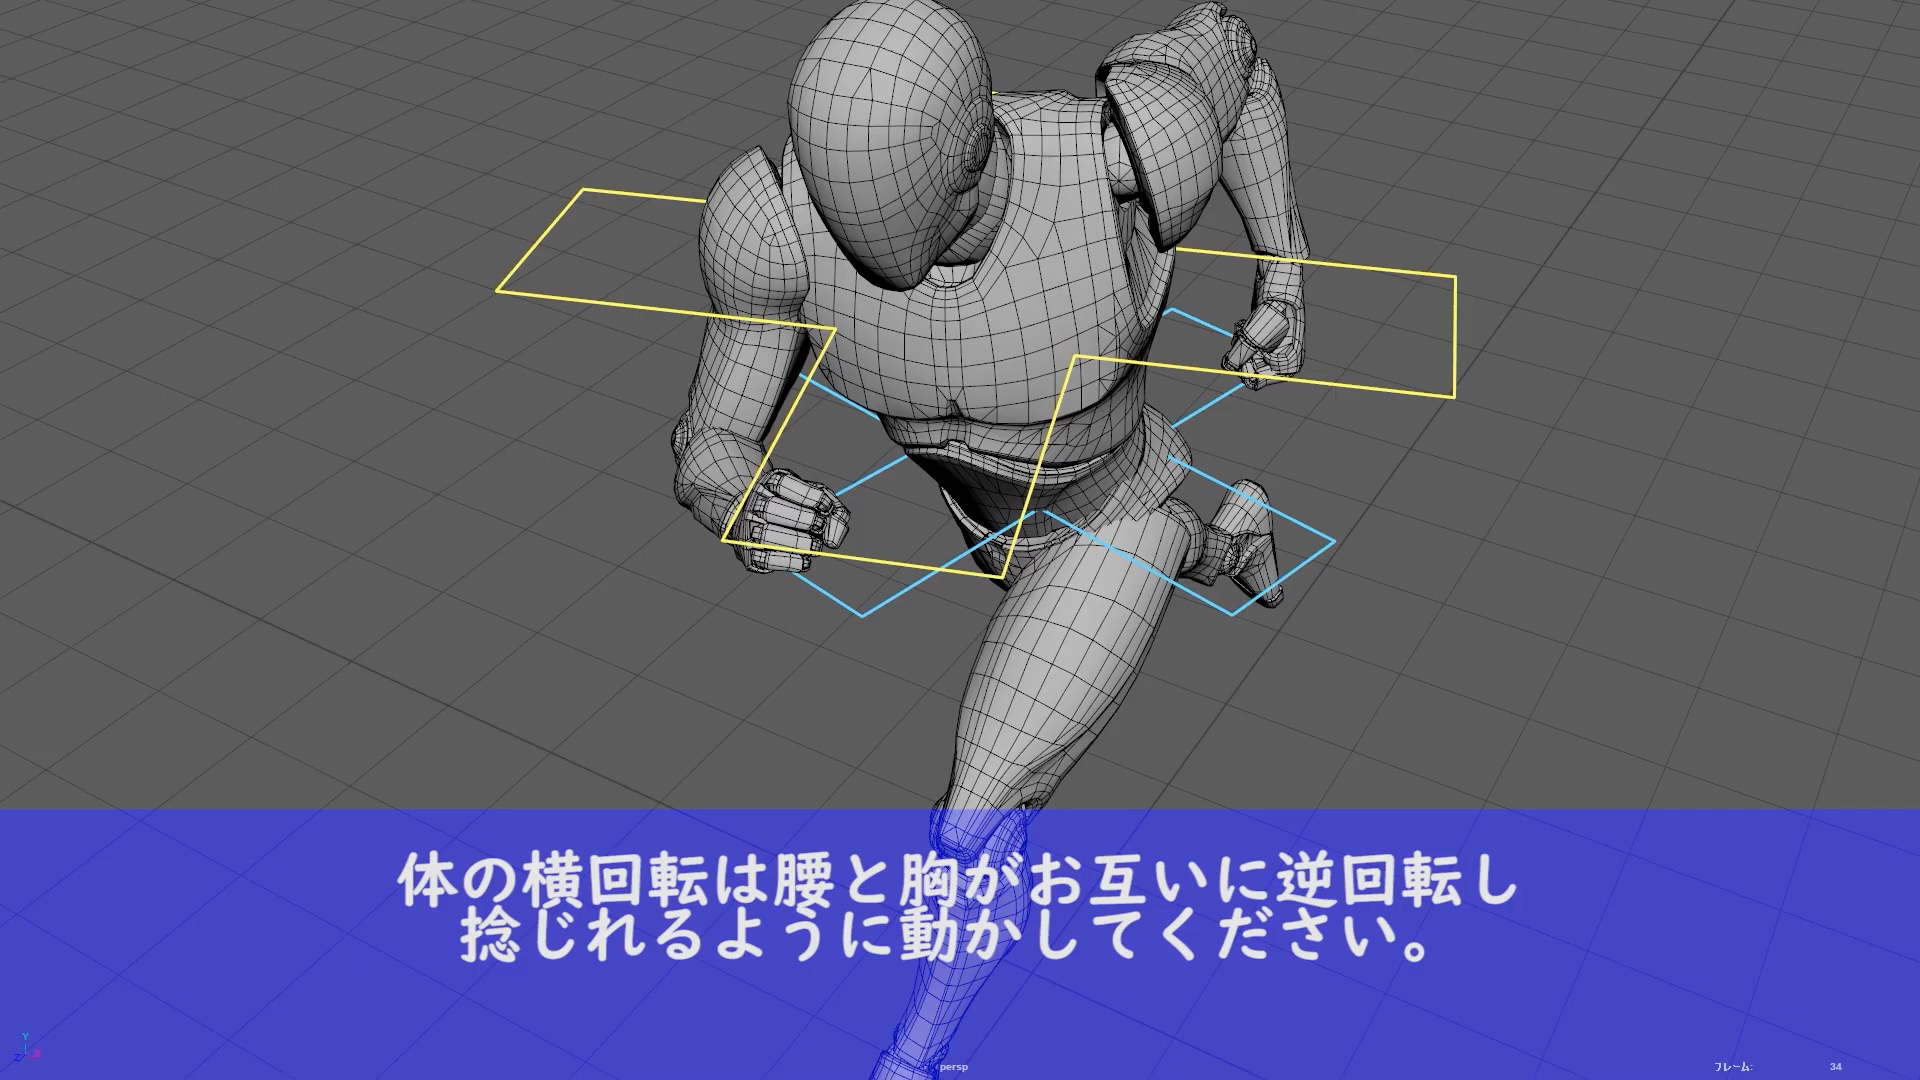 体の横回転は腰と胸がお互いに逆回転し
捻じれるように動かしてください。
Y
Z
persp
フレーム:
34